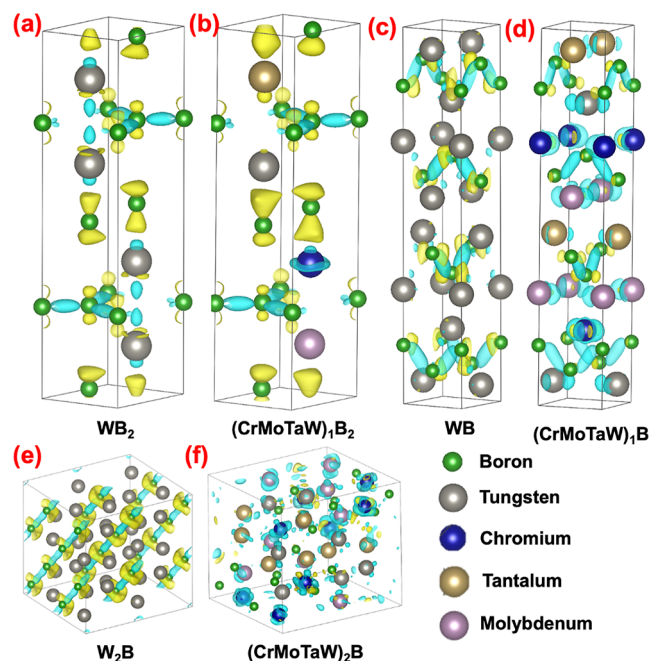 (a)
(b)
(c)
(d)
WB₂
(CrMoTaW)₁B₂
WB
(CrMoTaW)₁B
(e)
(f)
Boron
Tungsten
Chromium
Tantalum
Molybdenum
W₂B
(CrMoTaW)₂B